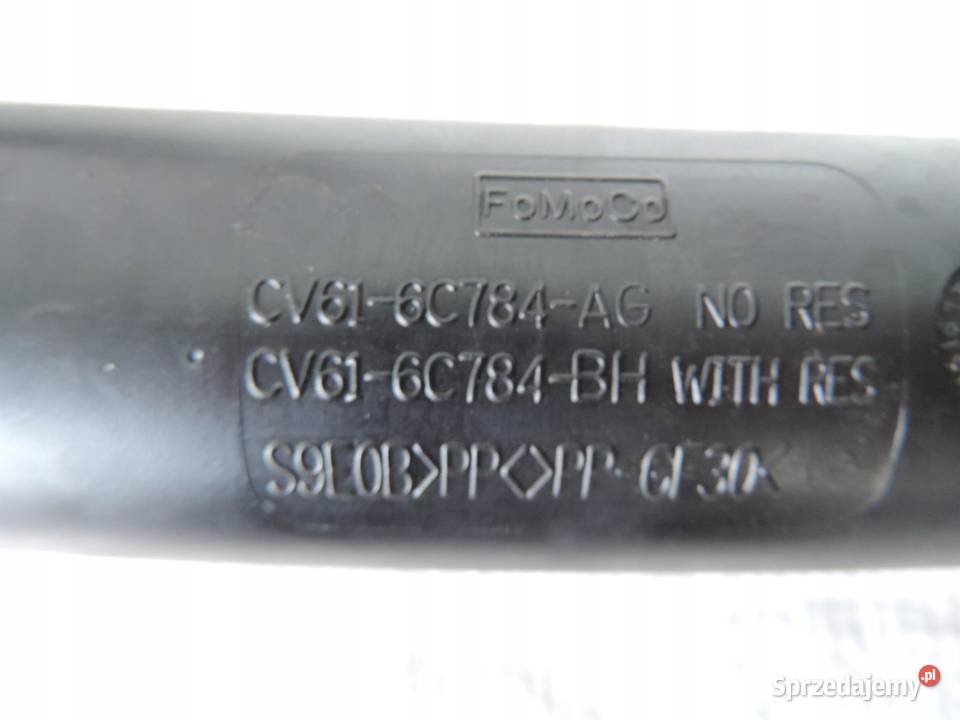 FoMoCo
CV61-6C784-AG NO RES
CV61-6C784-BH WITH RES
S9E0B>PP<>PP-GF30<
Sprzedajemy.pl